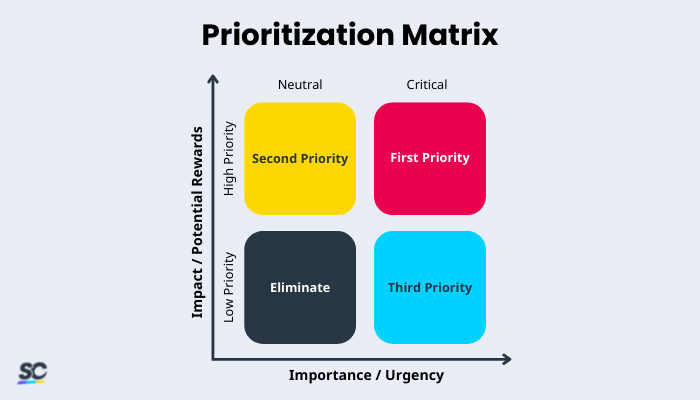 Prioritization Matrix
Neutral
Critical
Impact / Potential Rewards
High Priority
Second Priority
First Priority
Low Priority
Eliminate
Third Priority
Importance / Urgency
SC